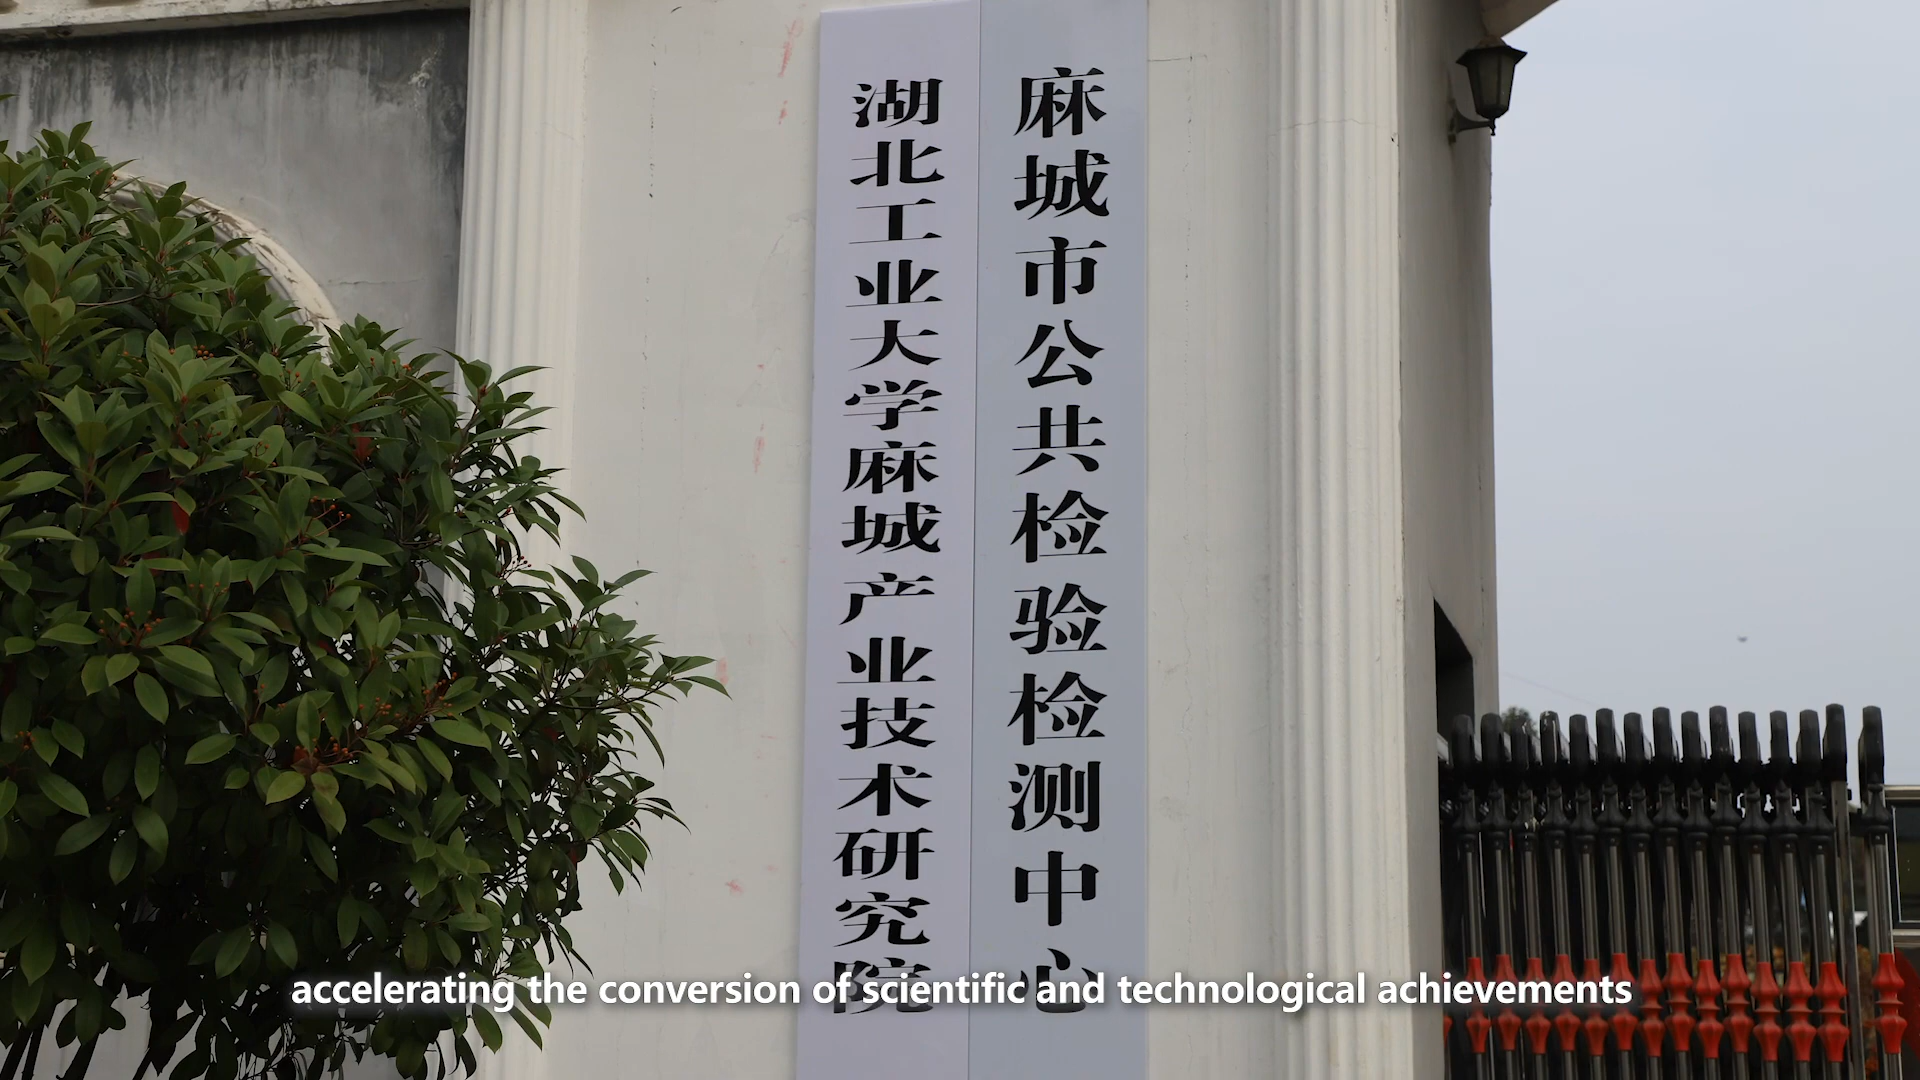 麻城市公共检验检测中心
湖北工业大学麻城产业技术研究院
accelerating the conversion of scientific and technological achievements